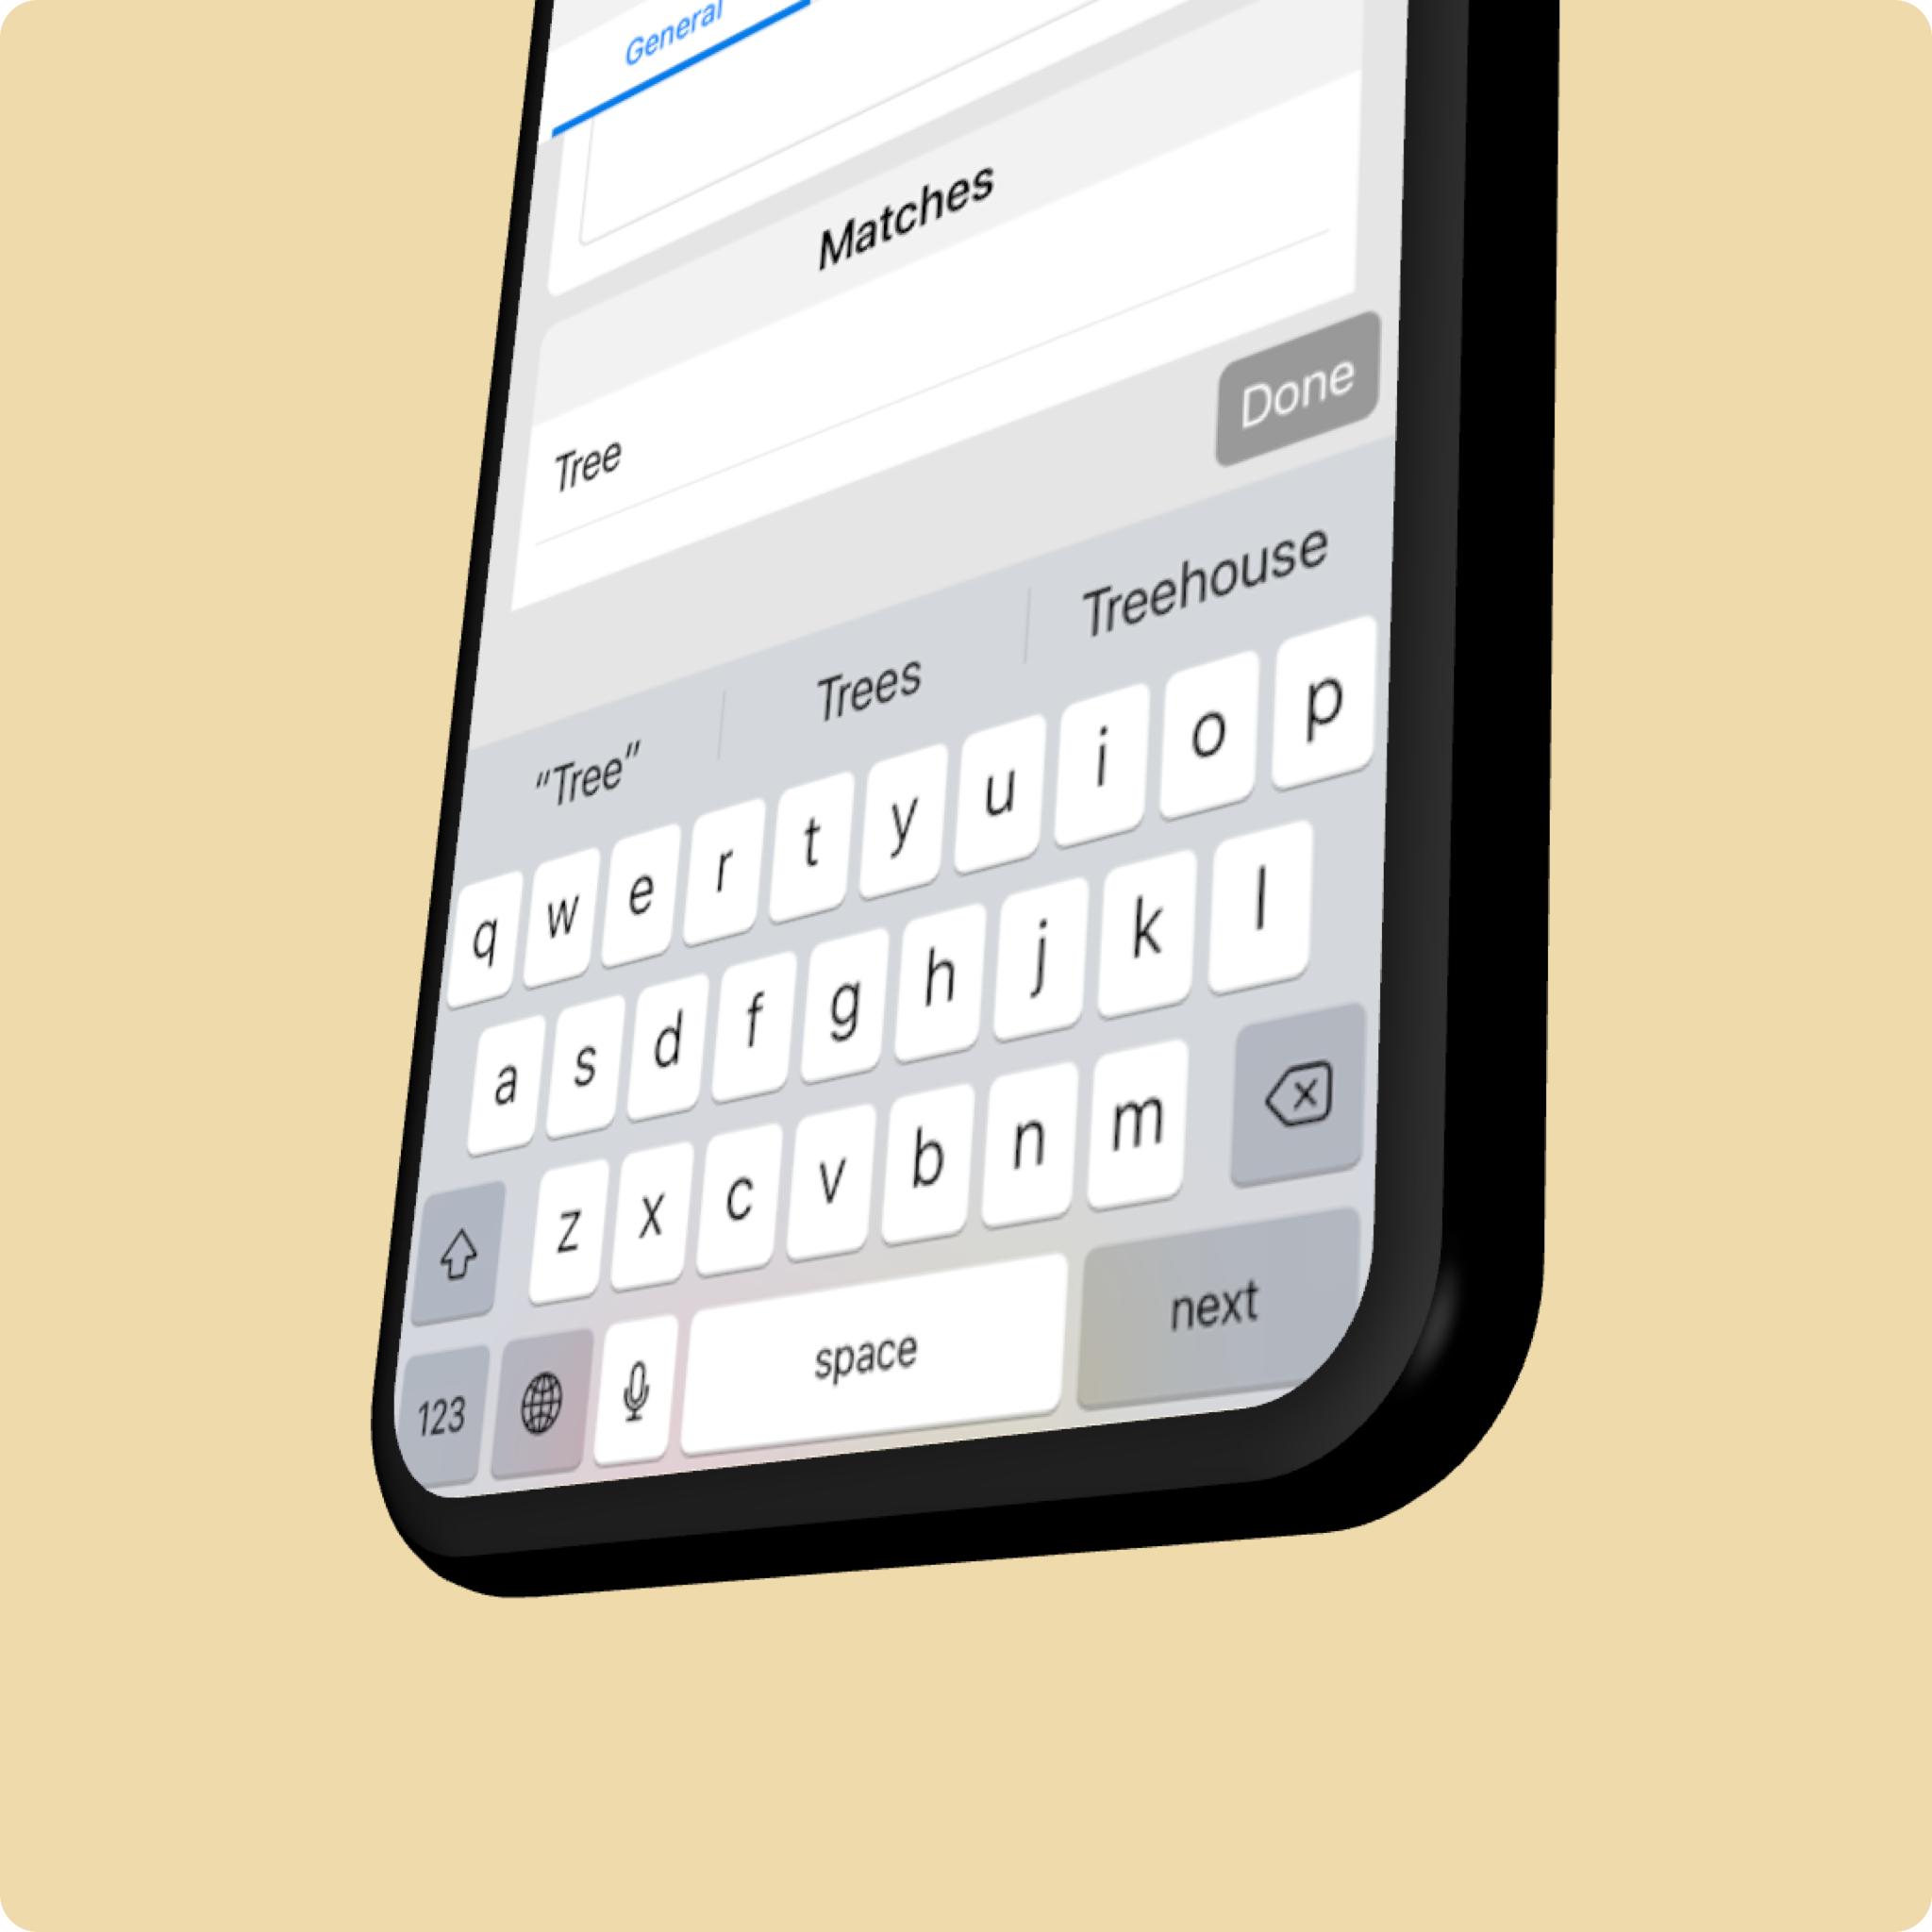 General
Matches
Tree
Done
“Tree” Trees Treehouse
q w e r t y u i o p
a s d f g h j k l
z x c v b n m
123 space next